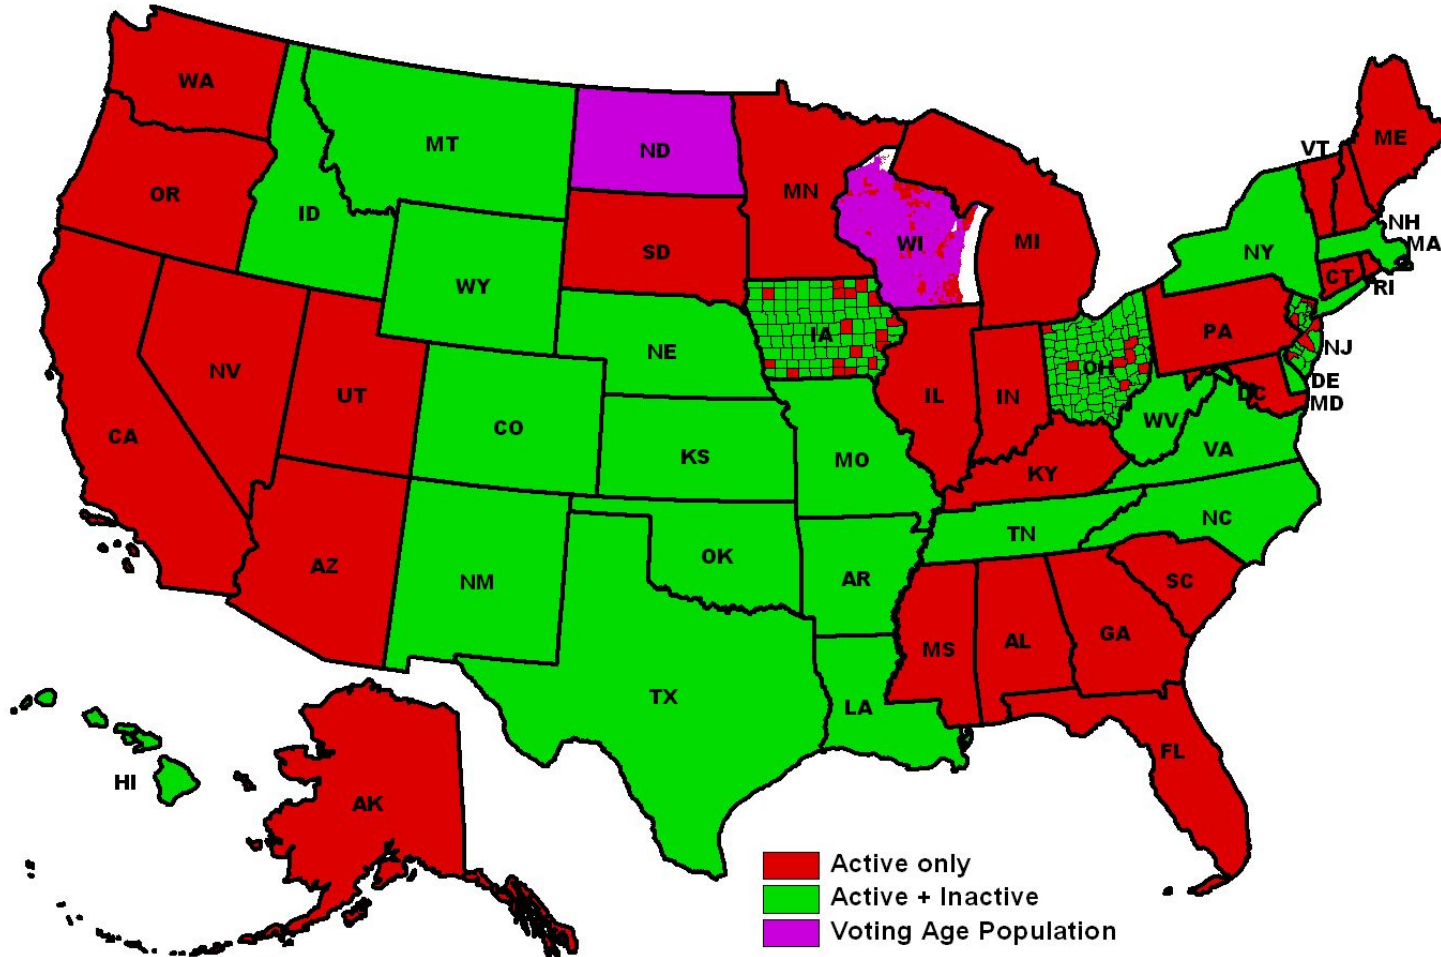 WA
MT
ND
MN
VT
ME
OR
ID
SD
WI
MI
NY
NH
MA
WY
IA
PA
CT
RI
NV
UT
NE
IL
IN
OH
NJ
DE
MD
DC
CA
CO
KS
MO
KY
WV
VA
AZ
NM
OK
AR
TN
NC
SC
TX
LA
MS
AL
GA
FL
HI
AK
Active only
Active + Inactive
Voting Age Population